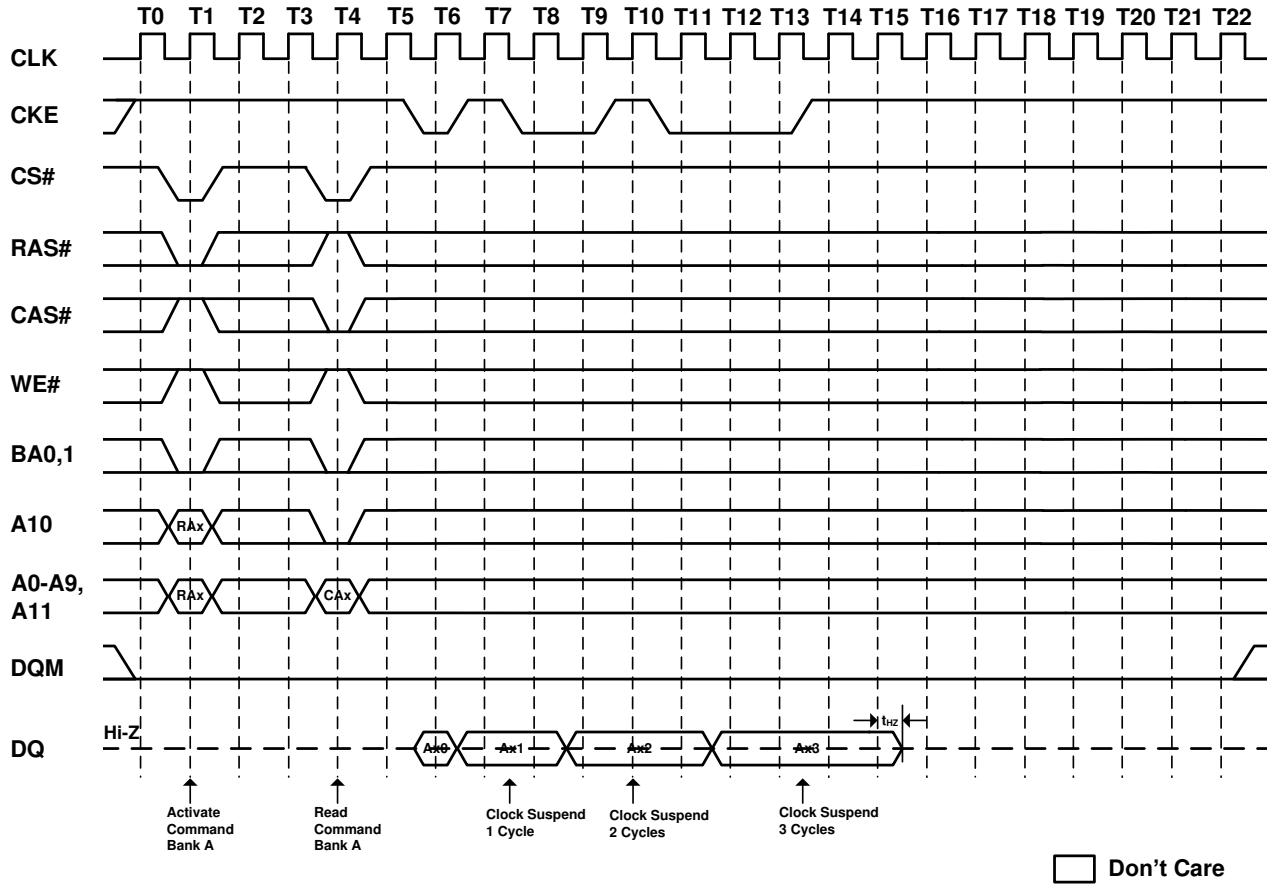 T0 T1 T2 T3 T4 T5 T6 T7 T8 T9 T10 T11 T12 T13 T14 T15 T16 T17 T18 T19 T20 T21 T22
CLK
CKE
CS#
RAS#
CAS#
WE#
BA0,1
A10
RAx
A0-A9,
A11
RAx CAx
DQM
tHZ
Hi-Z
DQ
Ax0 Ax1 Ax2 Ax3
Activate
Command
Bank A
Read
Command
Bank A
Clock Suspend
1 Cycle
Clock Suspend
2 Cycles
Clock Suspend
3 Cycles
Don't Care